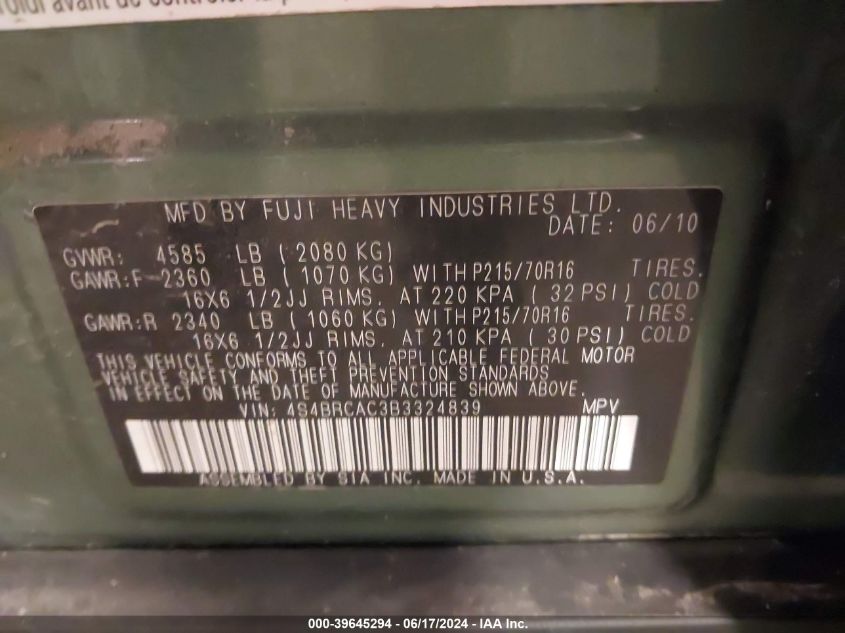 avant de
MFD BY FUJI HEAVY INDUSTRIES LTD.
DATE: 06/10
GVWR: 4585 LB ( 2080 KG)
GAWR:F-2360 LB ( 1070 KG) WITH P215/70R16 TIRES.
16X6 1/2JJ RIMS. AT 220 KPA ( 32 PSI) COLD
GAWR:R 2340 LB ( 1060 KG) WITH P215/70R16 TIRES.
16X6 1/2JJ RIMS. AT 210 KPA ( 30 PSI) COLD
THIS VEHICLE CONFORMS TO ALL APPLICABLE FEDERAL MOTOR
VEHICLE SAFETY AND THEFT PREVENTION STANDARDS
IN EFFECT ON THE DATE OF MANUFACTURE SHOWN ABOVE.
VIN: 4S4BRCAC3B3324839 MPV
ASSEMBLED BY SIA INC. MADE IN U.S.A.
000-39645294 - 06/17/2024 - IAA Inc.